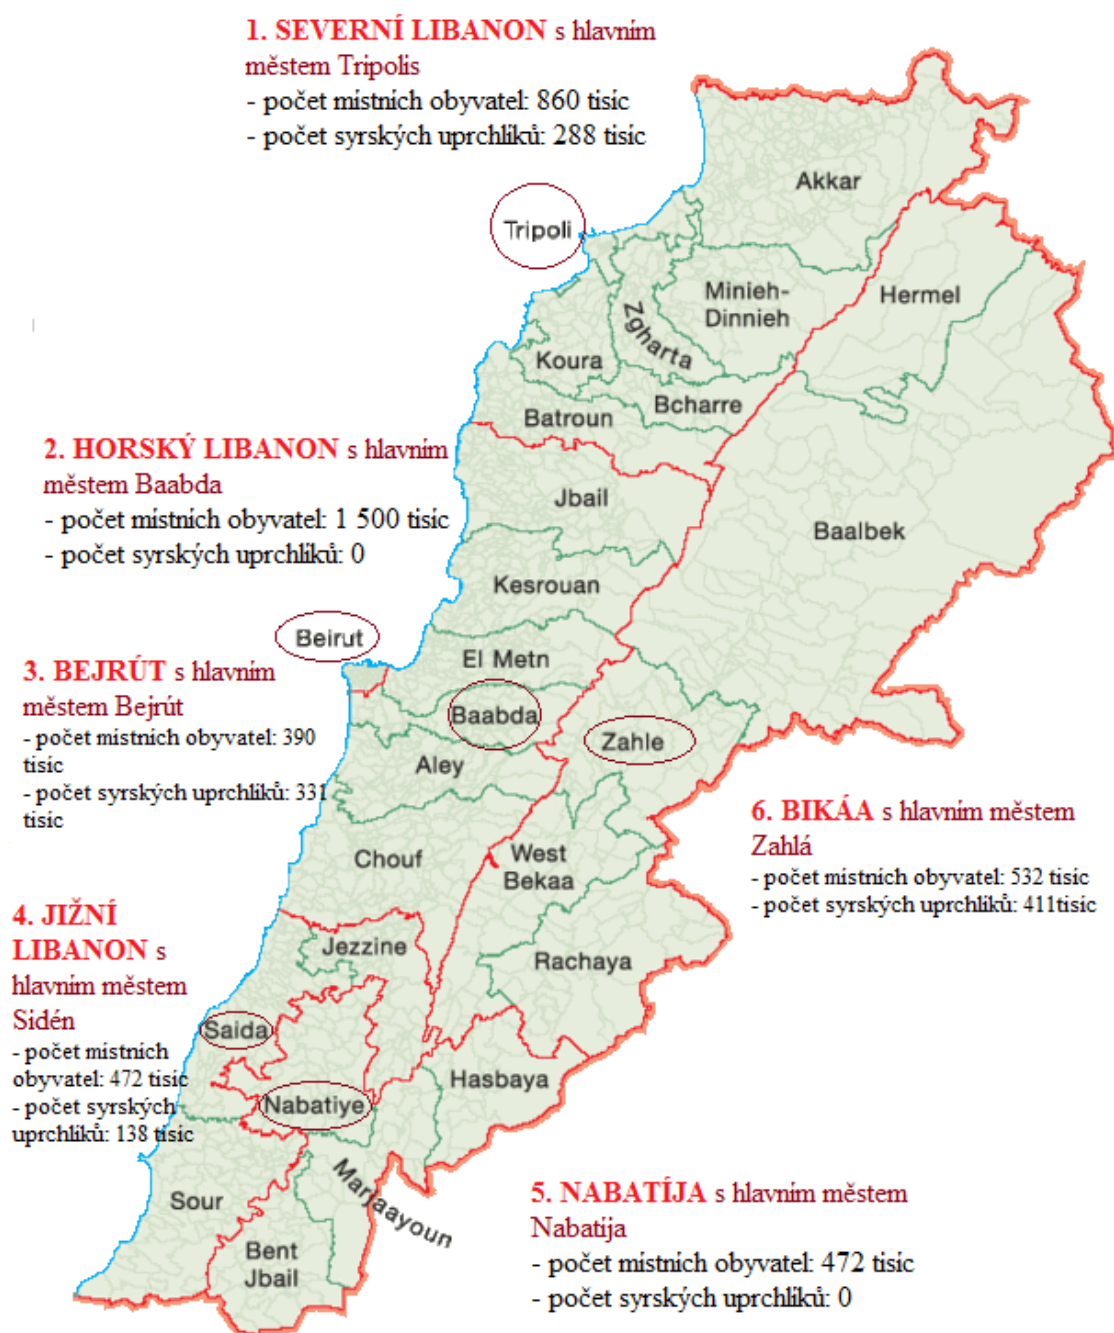 1. SEVERNÍ LIBANON s hlavním
městem Tripolis
- počet místních obyvatel: 860 tisíc
- počet syrských uprchlíků: 288 tisíc
Akkar
Tripoli
Minieh-
Dinnieh
Hermel
Zgharta
Koura
Bcharre
Batroun
2. HORSKÝ LIBANON s hlavním
městem Baabda
- počet místních obyvatel: 1 500 tisíc
- počet syrských uprchlíků: 0
Jbail
Baalbek
Kesrouan
Beirut
El Metn
3. BEJRÚT s hlavním
městem Bejrút
- počet místních obyvatel: 390
tisíc
- počet syrských uprchlíků: 331
tisíc
Baabda
Zahle
Aley
Chouf
West
Bekaa
6. BIKÁA s hlavním městem
Zahlá
- počet místních obyvatel: 532 tisíc
- počet syrských uprchlíků: 411tisíc
4. JIŽNÍ
LIBANON s
hlavním městem
Sidén
- počet místních
obyvatel: 472 tisíc
- počet syrských
uprchlíků: 138 tisíc
Jezzine
Rachaya
Saida
Hasbaya
Nabatiye
Sour
Marjaayoun
Bent
Jbail
5. NABATÍJA s hlavním městem
Nabatíja
- počet místních obyvatel: 472 tisíc
- počet syrských uprchlíků: 0